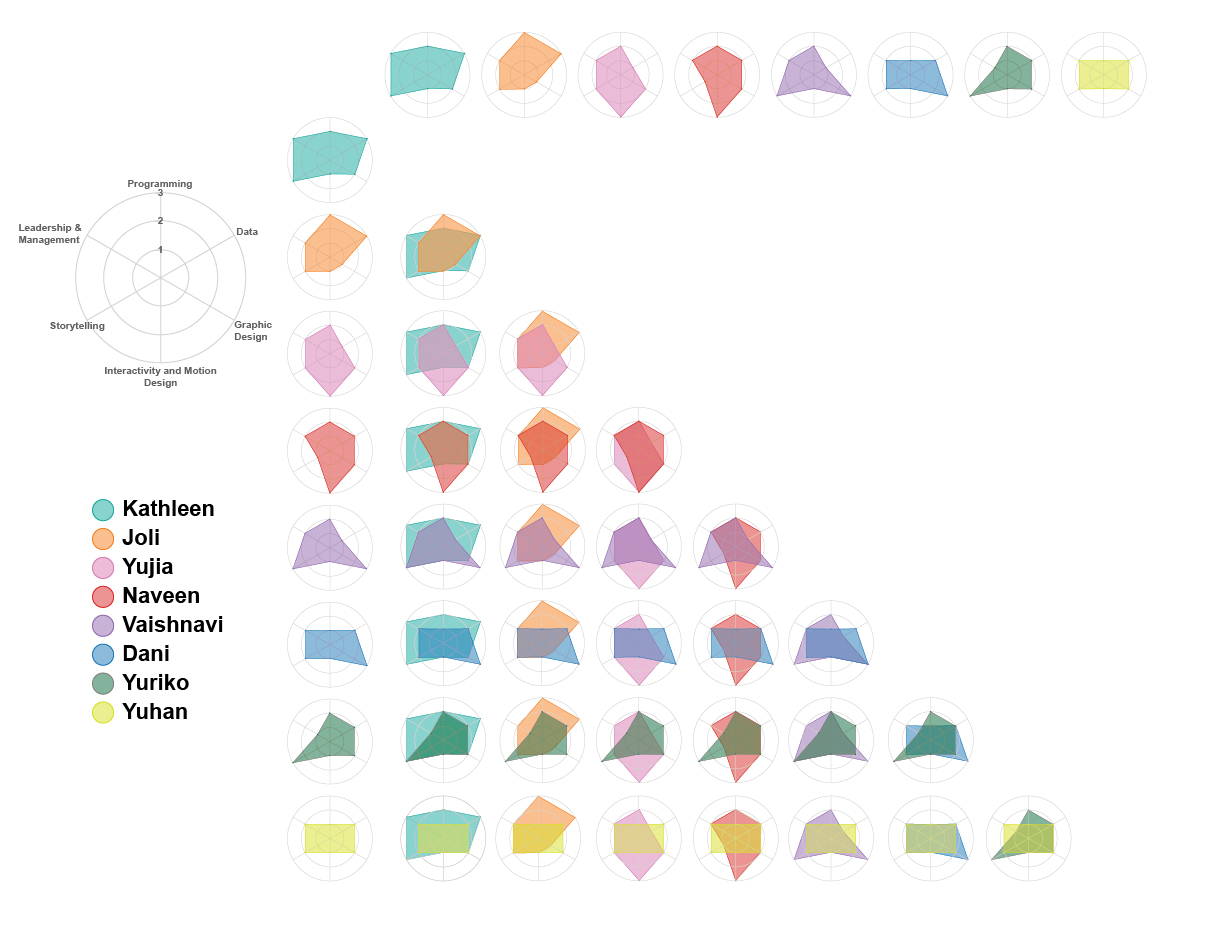 Programming
3
Leadership &
Management
2
Data
1
Storytelling
Graphic
Design
Interactivity and Motion
Design
Kathleen
Joli
Yujia
Naveen
Vaishnavi
Dani
Yuriko
Yuhan